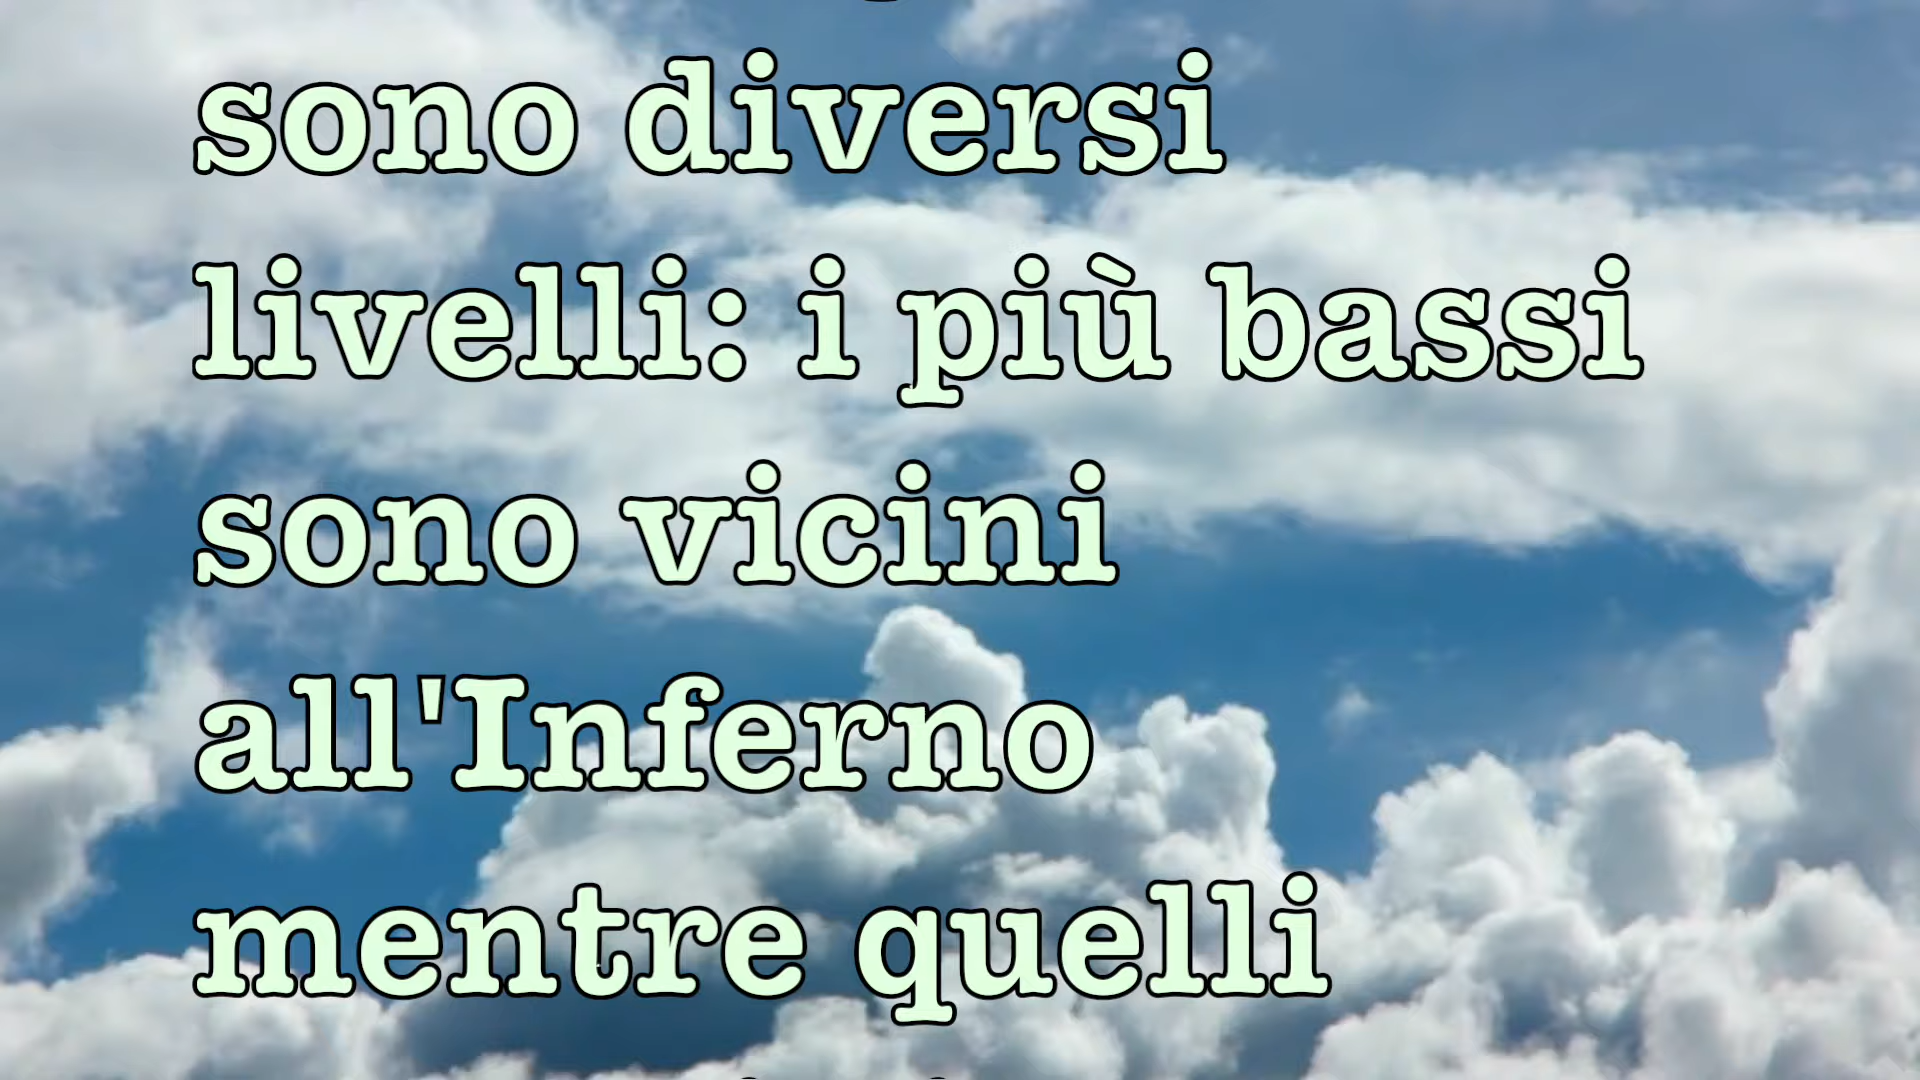 sono diversi
livelli: i più bassi
sono vicini
all'Inferno
mentre quelli